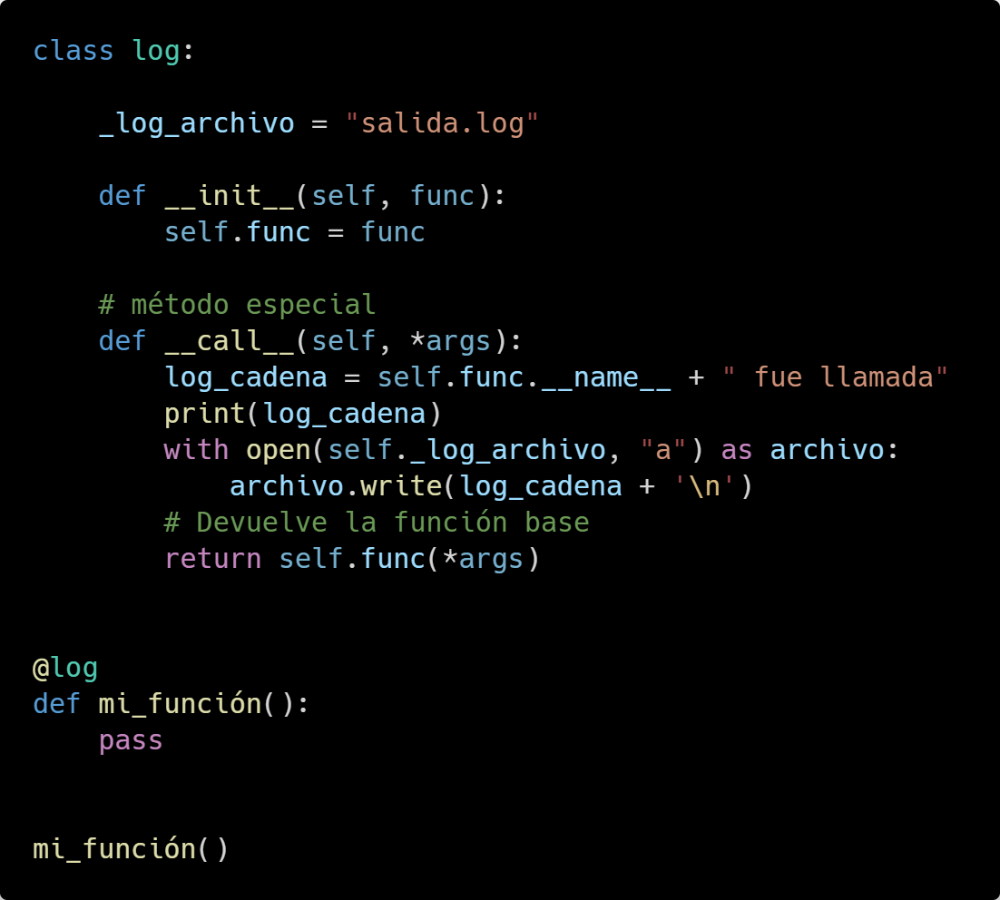 class log:
    _log_archivo = "salida.log"
    def __init__(self, func):
        self.func = func
    # método especial
    def __call__(self, *args):
        log_cadena = self.func.__name__ + " fue llamada"
        print(log_cadena)
        with open(self._log_archivo, "a") as archivo:
            archivo.write(log_cadena + '\n')
        # Devuelve la función base
        return self.func(*args)
@log
def mi_función():
    pass
mi_función()